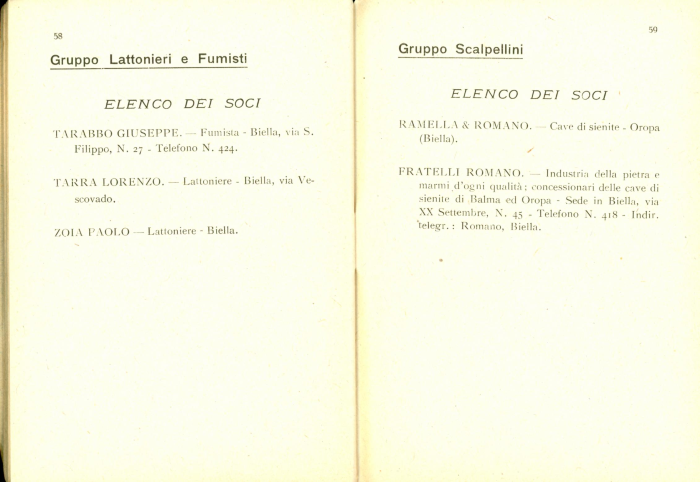 58
Gruppo Lattonieri e Fumisti
ELENCO DEI SOCI
TARABBO GIUSEPPE. — Fumista - Biella, via S.
Filippo, N. 27 - Telefono N. 424.
TARRA LORENZO. — Lattoniere - Biella, via Ve-
scovado.
ZOIA PAOLO — Lattoniere - Biella.
59
Gruppo Scalpellini
ELENCO DEI SOCI
RAMELLA & ROMANO. — Cave di sienite - Oropa
(Biella).
FRATELLI ROMANO. — Industria della pietra e
marmi d'ogni qualità ; concessionari delle cave di
sienite di Balma ed Oropa - Sede in Biella, via
XX Settembre, N. 45 - Telefono N. 418 - Indir.
telegr. : Romano, Biella.